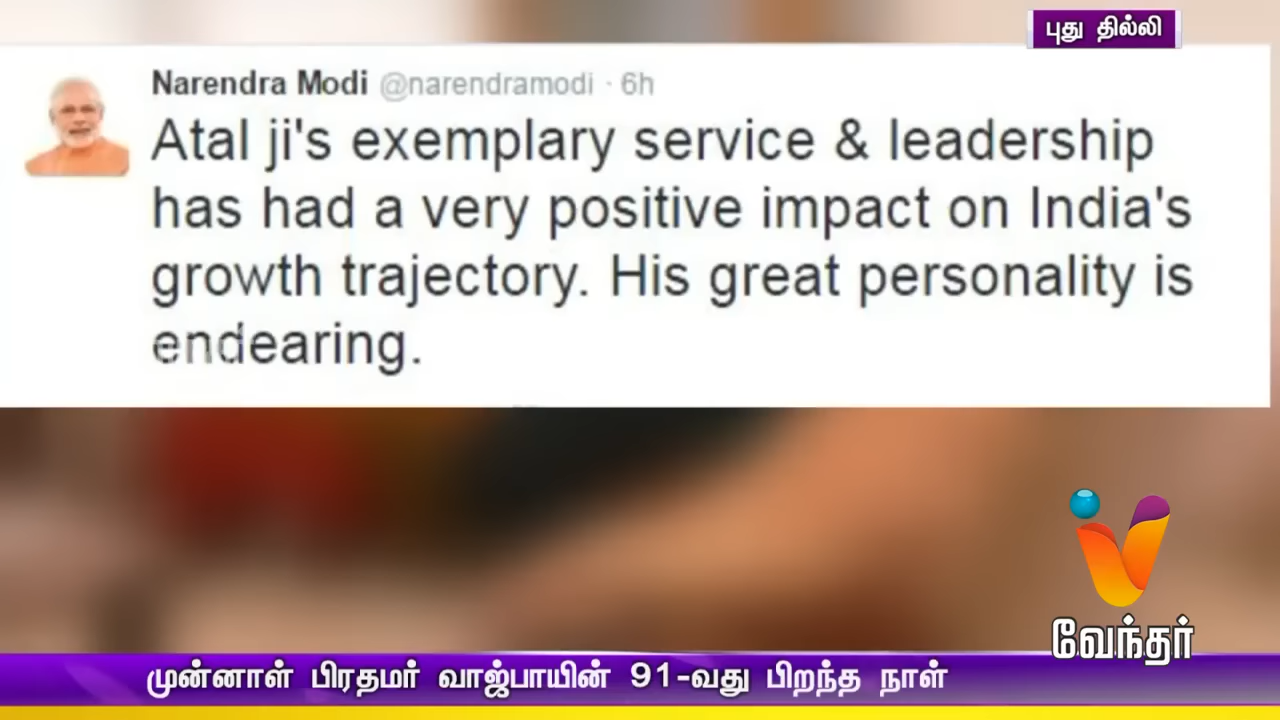 புது தில்லி
Narendra Modi @narendramodi · 6h
Atal ji's exemplary service & leadership
has had a very positive impact on India's
growth trajectory. His great personality is
endearing.
வேந்தர்
முன்னாள் பிரதமர் வாஜ்பாயின் 91-வது பிறந்த நாள்